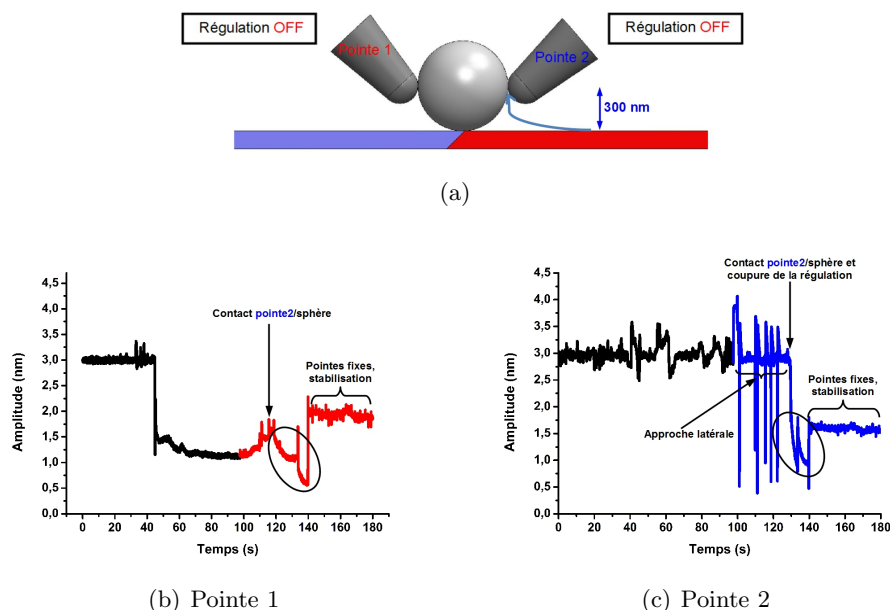 Régulation OFF
Régulation OFF
Pointe 1
Pointe 2
300 nm
(a)
Amplitude (nm)
4,5
4,0
3,5
3,0
2,5
2,0
1,5
1,0
0,5
0,0
Contact pointe2/sphère
Pointes fixes,
stabilisation
0 20 40 60 80 100 120 140 160 180
Temps (s)
(b) Pointe 1
Amplitude (nm)
4,5
4,0
3,5
3,0
2,5
2,0
1,5
1,0
0,5
0,0
Contact pointe2/sphère et
coupure de la régulation
Pointes fixes,
stabilisation
Approche latérale
0 20 40 60 80 100 120 140 160 180
Temps (s)
(c) Pointe 2